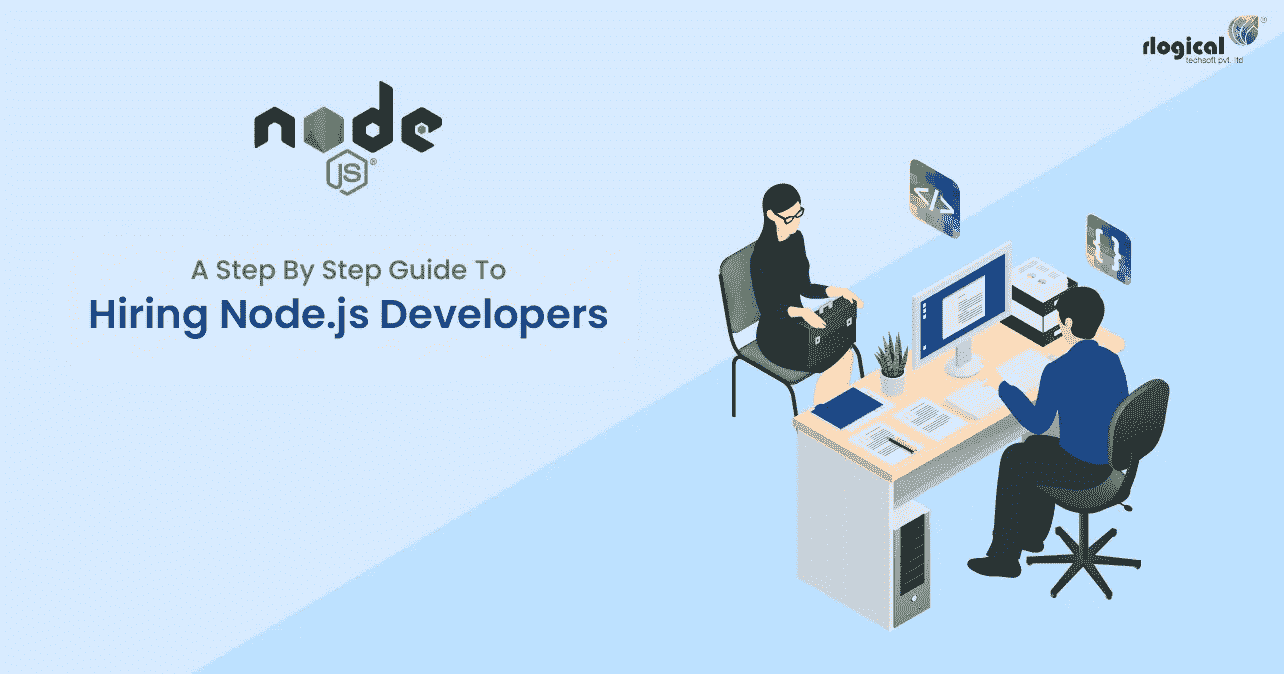 rlogical
techsoft pvt. ltd
node
JS
A Step By Step Guide To
Hiring Node.js Developers
</>
{ }